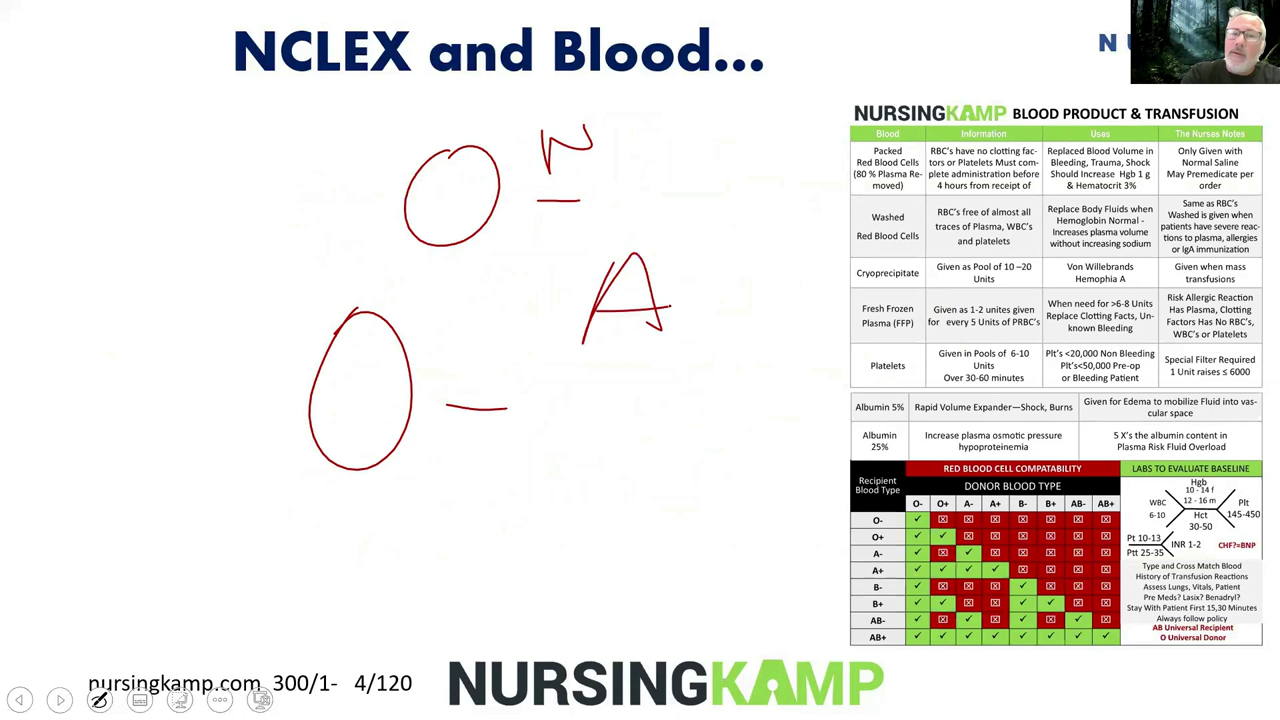 NCLEX and Blood...
N U
O N
A
O
NURSINGKAMP BLOOD PRODUCT & TRANSFUSION
Blood Information Uses The Nurses Notes
Packed
Red Blood Cells
(80 % Plasma Re-
moved)
RBC's have no clotting fac-
tors or Platelets Must com-
plete administration before
4 hours from receipt of
Replaced Blood Volume in
Bleeding, Trauma, Shock
Should Increase Hgb 1 g
& Hematocrit 3%
Only Given with
Normal Saline
May Premedicate per
order
Washed
Red Blood Cells
RBC's free of almost all
traces of Plasma, WBC's
and platelets
Replace Body Fluids when
Hemoglobin Normal -
Increases plasma volume
without increasing sodium
Same as RBC's
Washed is given when
patients have severe reac-
tions to plasma, allergies
or IgA immunization
Cryoprecipitate
Given as Pool of 10 –20
Units
Von Willebrands
Hemophia A
Given when mass
transfusions
Fresh Frozen
Plasma (FFP)
Given as 1-2 unites given
for every 5 Units of PRBC's
When need for >6-8 Units
Replace Clotting Facts, Un-
known Bleeding
Risk Allergic Reaction
Has Plasma, Clotting
Factors Has No RBC's,
WBC's or Platelets
Platelets
Given in Pools of 6-10
Units
Over 30-60 minutes
Plt's <20,000 Non Bleeding
Plt's<50,000 Pre-op
or Bleeding Patient
Special Filter Required
1 Unit raises ≤ 6000
Albumin 5%
Rapid Volume Expander—Shock, Burns
Given for Edema to mobilize Fluid into vas-
cular space
Albumin
25%
Increase plasma osmotic pressure
hypoproteinemia
5 X's the albumin content in
Plasma Risk Fluid Overload
Recipient
Blood Type
RED BLOOD CELL COMPATABILITY
DONOR BLOOD TYPE
O- O+ A- A+ B- B+ AB- AB+
O-
O+
A-
A+
B-
B+
AB-
AB+
LABS TO EVALUATE BASELINE
Hgb
10 - 14 f
12 - 16 m
WBC
6-10
Plt
145-450
Hct
30-50
Pt 10-13
Ptt 25-35
INR 1-2
CHF?=BNP
Type and Cross Match Blood
History of Transfusion Reactions
Assess Lungs, Vitals, Patient
Pre Meds? Lasix? Benadryl?
Stay With Patient First 15,30 Minutes
Always follow policy
AB Universal Recipient
O Universal Donor
nursingkamp.com 300/1- 4/120
NURSINGKAMP